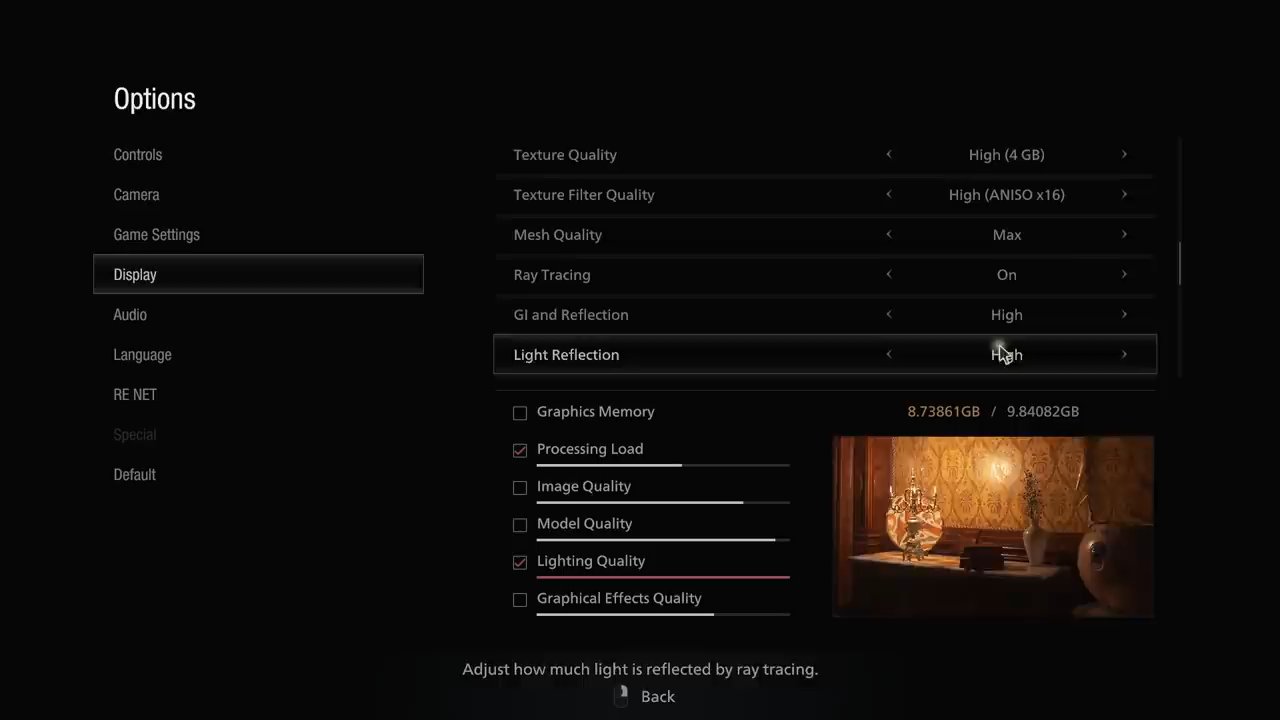 Options
Controls
Camera
Game Settings
Display
Audio
Language
RE NET
Special
Default
Texture Quality < High (4 GB) >
Texture Filter Quality < High (ANISO x16) >
Mesh Quality < Max >
Ray Tracing < On >
GI and Reflection < High >
Light Reflection < High >
Graphics Memory 8.73861GB / 9.84082GB
Processing Load
Image Quality
Model Quality
Lighting Quality
Graphical Effects Quality
Adjust how much light is reflected by ray tracing.
Back